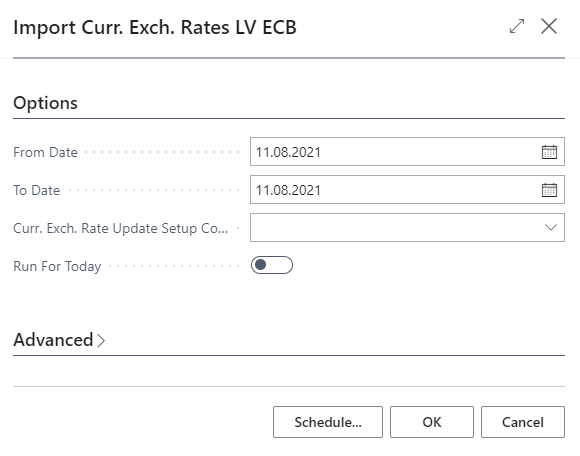 Import Curr. Exch. Rates LV ECB
Options
From Date
11.08.2021
To Date
11.08.2021
Curr. Exch. Rate Update Setup Co...
Run For Today
Advanced
Schedule... OK Cancel